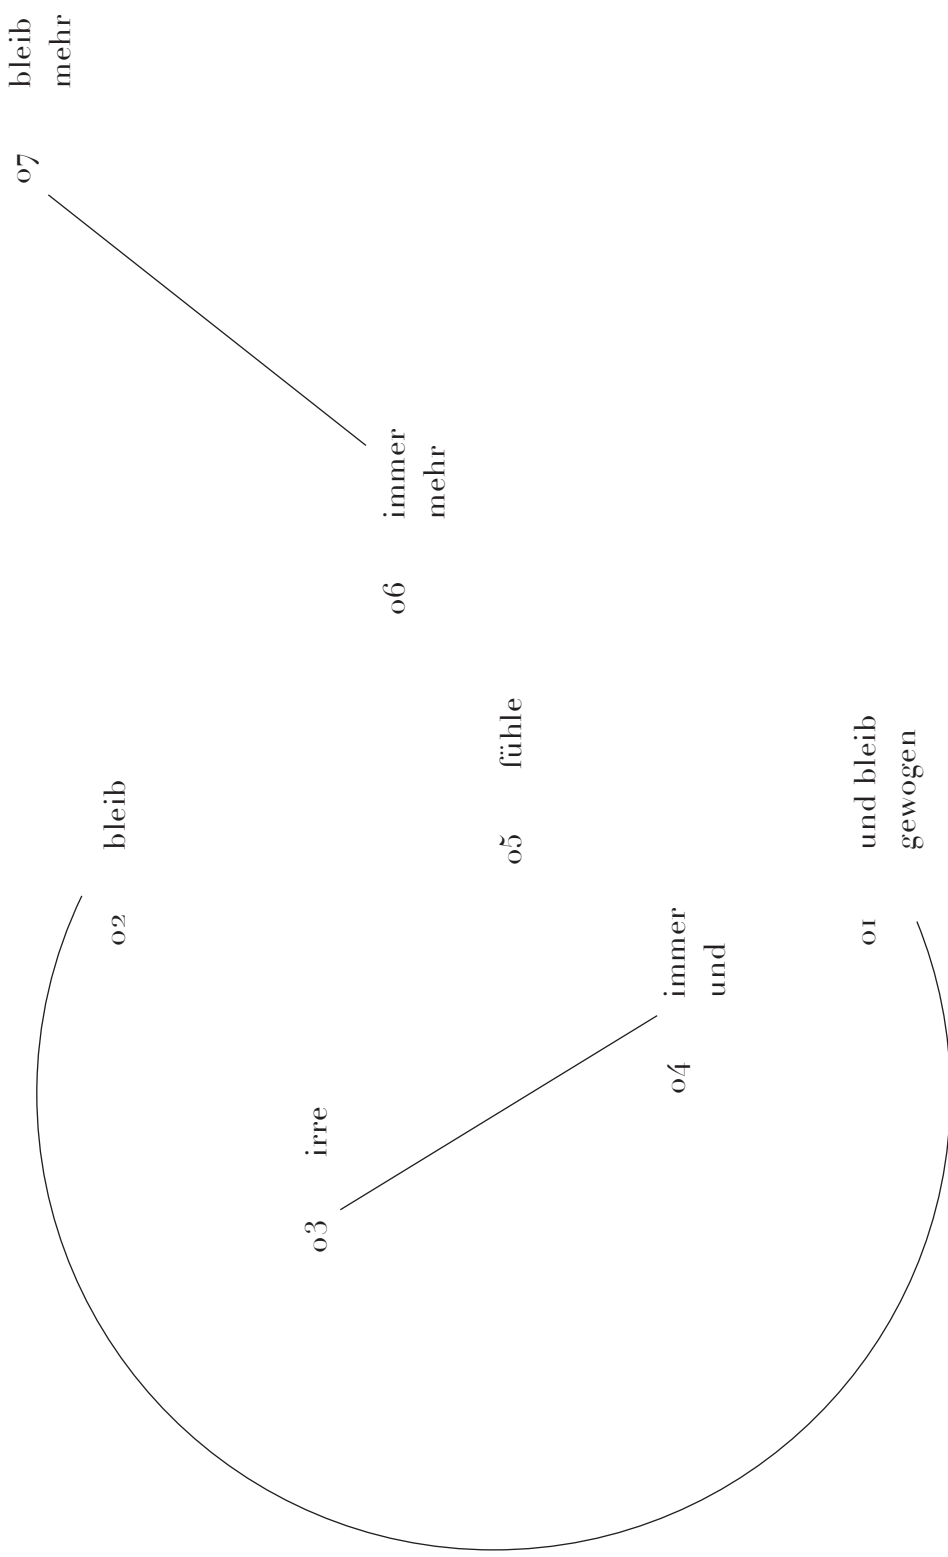 01 und bleib
gewogen
02 bleib
03 irre
04 immer
und
05 fühle
06 immer
mehr
07 bleib
mehr